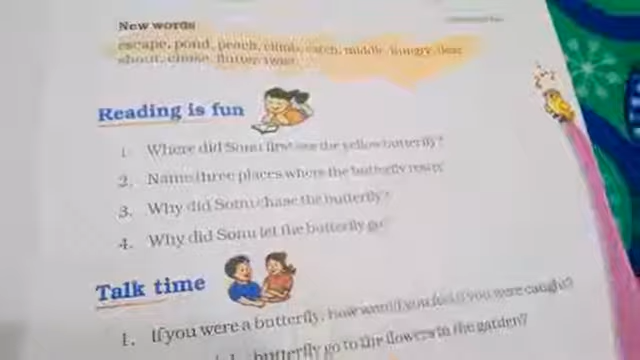 New words
escape, pond, peach, climb, catch, middle, hungry, dear
shout, chase, flutter, twist
Reading is fun
1. Where did Sonu first see the yellow butterfly?
2. Name three places where the butterfly rested.
3. Why did Sonu chase the butterfly?
4. Why did Sonu let the butterfly go?
Talk time
1. If you were a butterfly, how would you feel if you were caught?
butterfly go to the flowers in the garden?